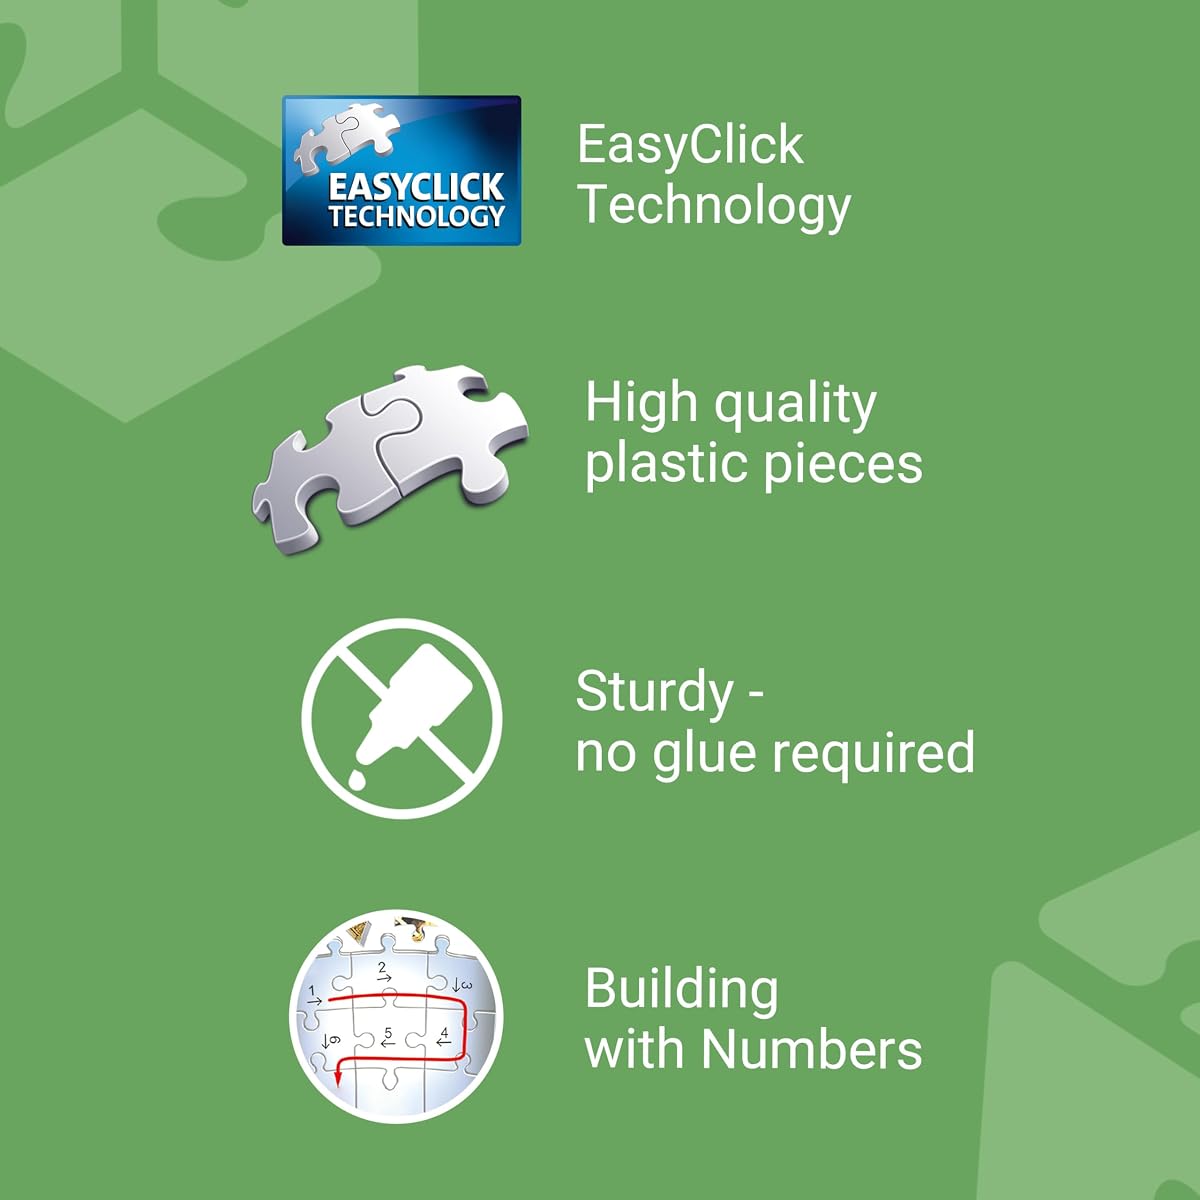 EASYCLICK
TECHNOLOGY
EasyClick
Technology
High quality
plastic pieces
Sturdy -
no glue required
1
2
3
6
5
4
Building
with Numbers